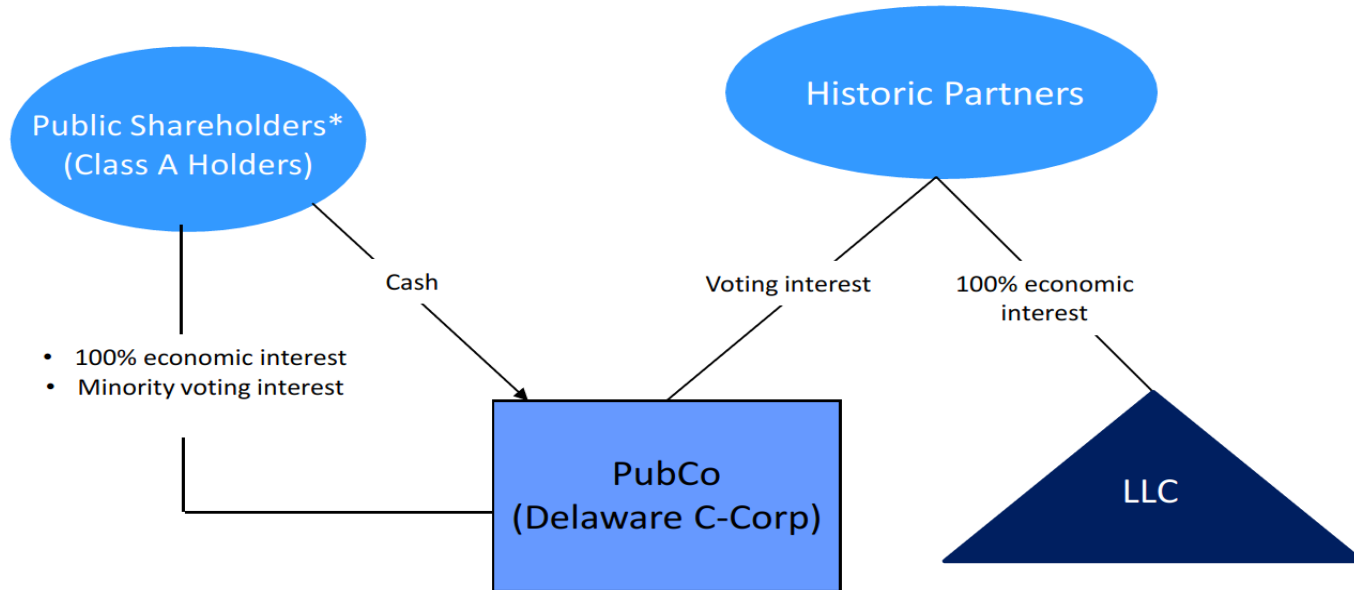 Public Shareholders*
(Class A Holders)
Historic Partners
Cash
Voting interest
100% economic
interest
• 100% economic interest
• Minority voting interest
PubCo
(Delaware C-Corp)
LLC